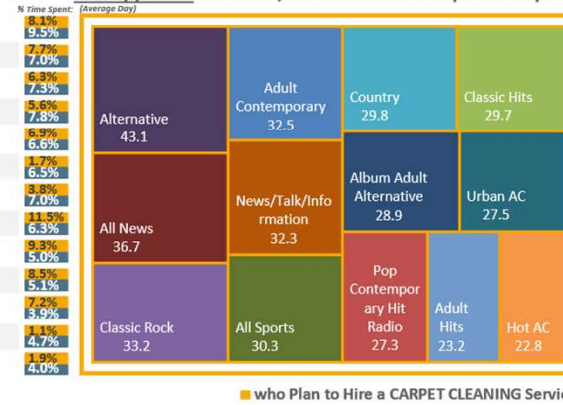 % Time Spent: (Average Day)
8.1%
9.5%
7.7%
7.0%
6.3%
7.3%
5.6%
7.8%
6.9%
6.6%
1.7%
6.5%
3.8%
7.0%
11.5%
6.3%
9.3%
5.0%
8.5%
5.1%
7.2%
3.9%
1.1%
4.7%
1.9%
4.0%
Alternative
43.1
All News
36.7
Classic Rock
33.2
Adult
Contemporary
32.5
News/Talk/Info
rmation
32.3
All Sports
30.3
Country
29.8
Classic Hits
29.7
Album Adult
Alternative
28.9
Urban AC
27.5
Pop
Contempor
ary Hit
Radio
27.3
Adult
Hits
23.2
Hot AC
22.8
who Plan to Hire a CARPET CLEANING Servi